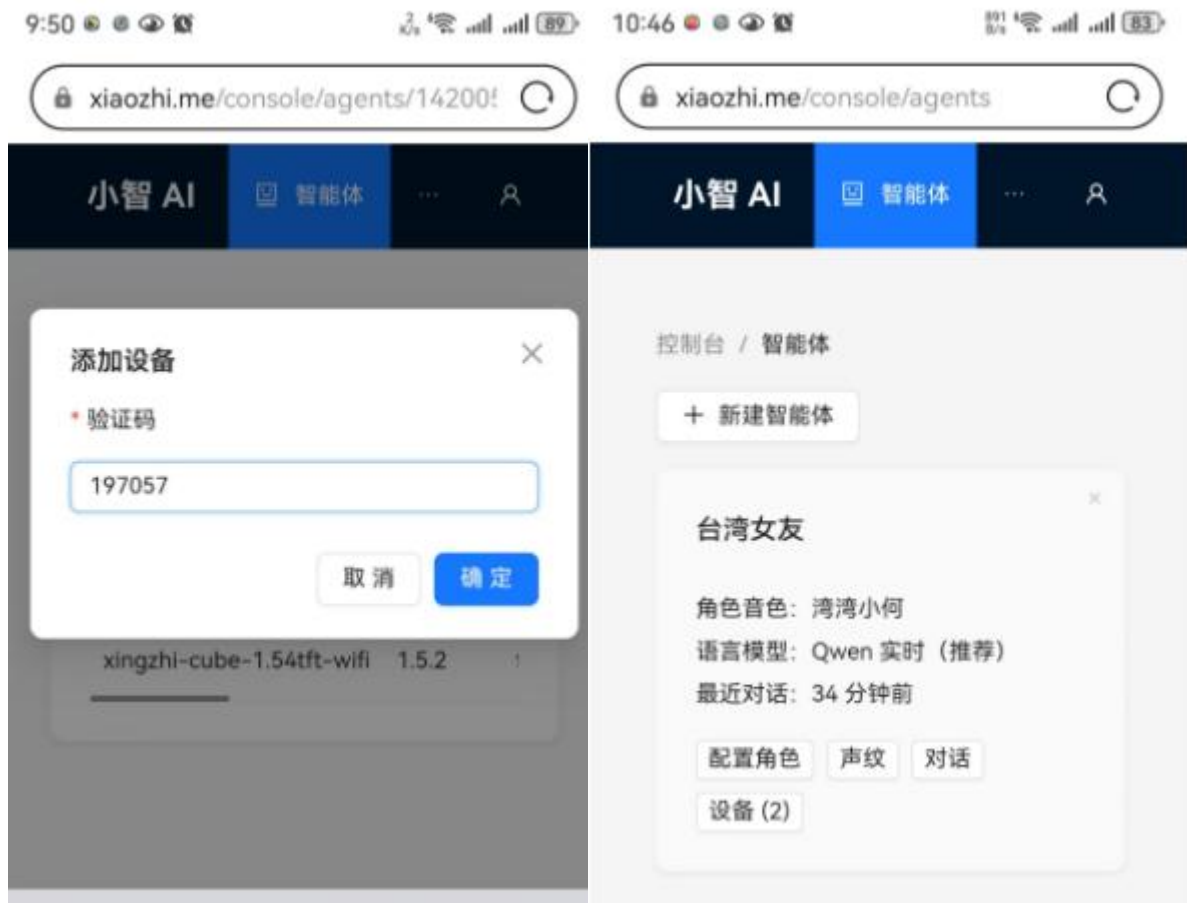 9:50
89
xiaozhi.me/console/agents/14200
小智 AI
智能体
···
添加设备
* 验证码
197057
取 消
确 定
xingzhi-cube-1.54tft-wifi 1.5.2
10:46
83
xiaozhi.me/console/agents
小智 AI
智能体
···
控制台 / 智能体
+ 新建智能体
台湾女友
角色音色：湾湾小何
语言模型：Qwen 实时（推荐）
最近对话：34 分钟前
配置角色 声纹 对话
设备 (2)